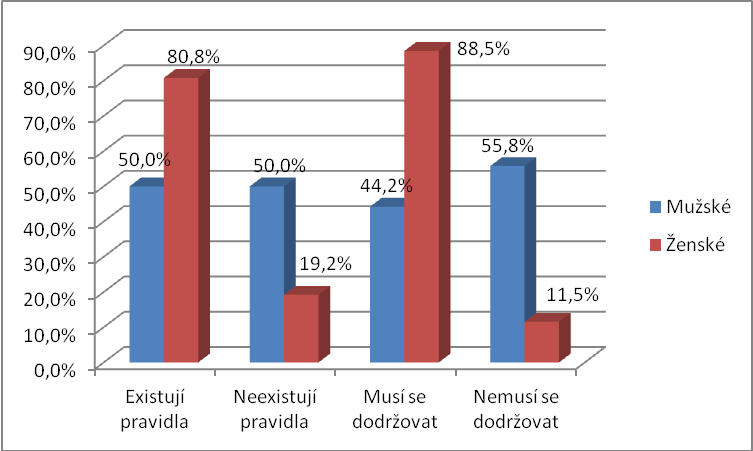 90,0%
80,0%
70,0%
60,0%
50,0%
40,0%
30,0%
20,0%
10,0%
0,0%
50,0%
80,8%
50,0%
19,2%
44,2%
88,5%
55,8%
11,5%
Existují
pravidla
Neexistují
pravidla
Musí se
dodržovat
Nemusí se
dodržovat
Mužské
Ženské